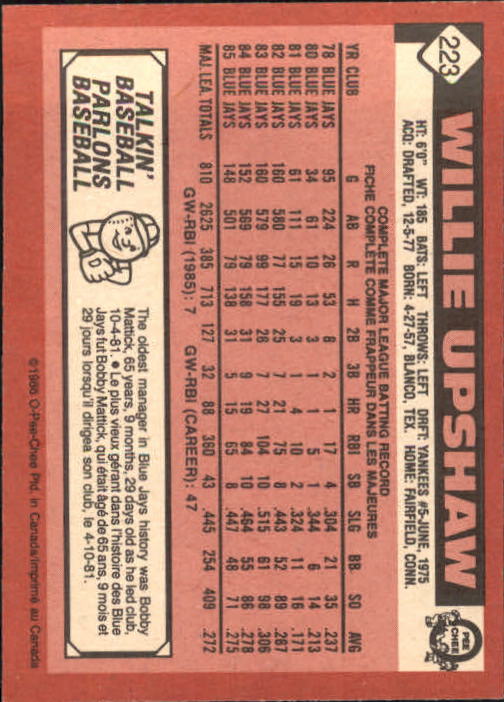 223
WILLIE UPSHAW
O
PEE
CHEE
HT: 6'0" WT: 185 BATS: LEFT THROWS: LEFT DRFT: YANKEES #5-JUNE, 1975
ACQ: DRAFTED, 12-5-77 BORN: 4-27-57, BLANCO, TEX. HOME: FAIRFIELD, CONN.
COMPLETE MAJOR LEAGUE BATTING RECORD
FICHE COMPLÈTE COMME FRAPPEUR DANS LES MAJEURES
YR CLUB G AB R H 2B 3B HR RBI SB SLG BB SO AVG
78 BLUE JAYS 95 224 26 53 8 2 1 17 4 .304 21 35 .237
80 BLUE JAYS 34 61 10 13 3 1 1 5 1 .344 6 14 .213
81 BLUE JAYS 61 111 15 19 3 1 4 10 2 .324 11 16 .171
82 BLUE JAYS 160 580 77 155 25 7 21 75 8 .443 52 89 .267
83 BLUE JAYS 160 579 99 177 26 7 27 104 10 .515 61 98 .306
84 BLUE JAYS 152 569 79 158 31 9 19 84 10 .464 55 86 .278
85 BLUE JAYS 148 501 79 138 31 5 15 65 8 .447 48 71 .275
MAJ. LEA. TOTALS 810 2625 385 713 127 32 88 360 43 .445 254 409 .272
GW-RBI (1985): 7 GW-RBI (CAREER): 47
TALKIN'
BASEBALL
PARLONS
BASEBALL
The oldest manager in Blue Jays history was Bobby
Mattick, 65 years, 9 months, 29 days old as he led club,
10-4-81. • Le plus vieux gérant dans l'histoire des Blue
Jays fut Bobby Mattick, qui était âgé de 65 ans, 9 mois et
29 jours lorsqu'il dirigea son club, le 4-10-81.
©1986 O-Pee-Chee Ptd. in Canada/Imprimé au Canada